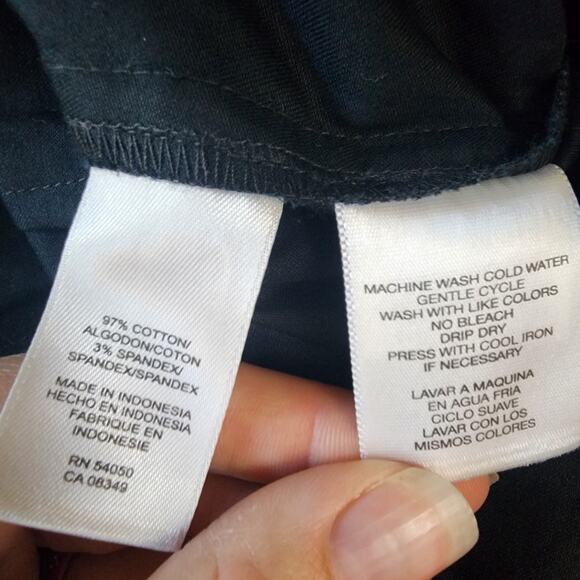 97% COTTON/
ALGODON/COTON
3% SPANDEX/
SPANDEX/SPANDEX
MADE IN INDONESIA
HECHO EN INDONESIA
FABRIQUE EN
INDONESIE
RN 54050
CA 08349
MACHINE WASH COLD WATER
GENTLE CYCLE
WASH WITH LIKE COLORS
NO BLEACH
DRIP DRY
PRESS WITH COOL IRON
IF NECESSARY
LAVAR A MAQUINA
EN AGUA FRIA
CICLO SUAVE
LAVAR CON LOS
MISMOS COLORES